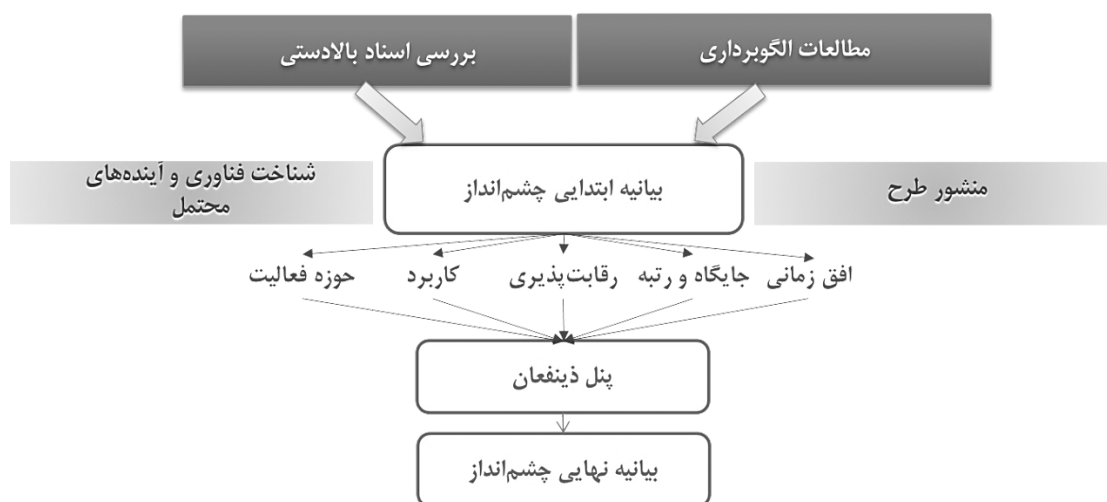 مطالعات الگوبرداری
بررسی اسناد بالادستی
منشور طرح
بیانیه ابتدایی چشم‌انداز
شناخت فناوری و آینده‌های
محتمل
افق زمانی
جایگاه و رتبه
رقابت‌پذیری
کاربرد
حوزه فعالیت
پنل ذینفعان
بیانیه نهایی چشم‌انداز